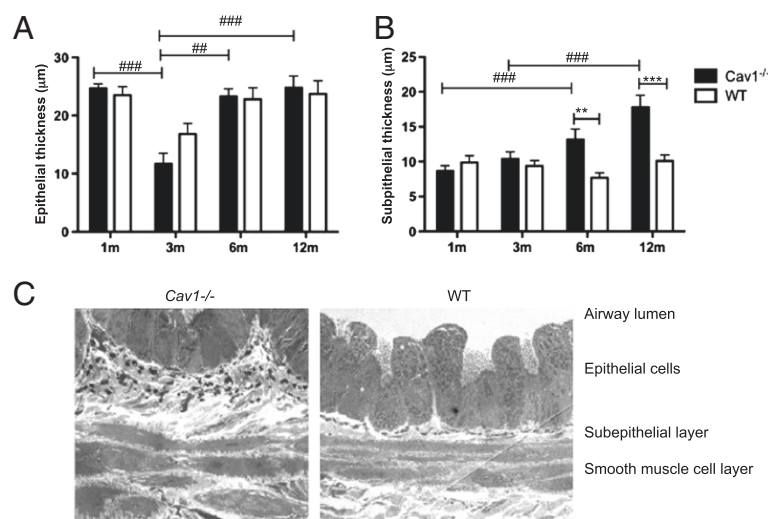 A
###
##
###
30
20
10
0
Epithelial thickness (μm)
1m 3m 6m 12m
B
###
###
**
***
25
20
15
10
5
0
Subpithelial thickness (μm)
1m 3m 6m 12m
Cav1-/-
WT
C
Cav1-/- WT
Airway lumen
Epithelial cells
Subepithelial layer
Smooth muscle cell layer